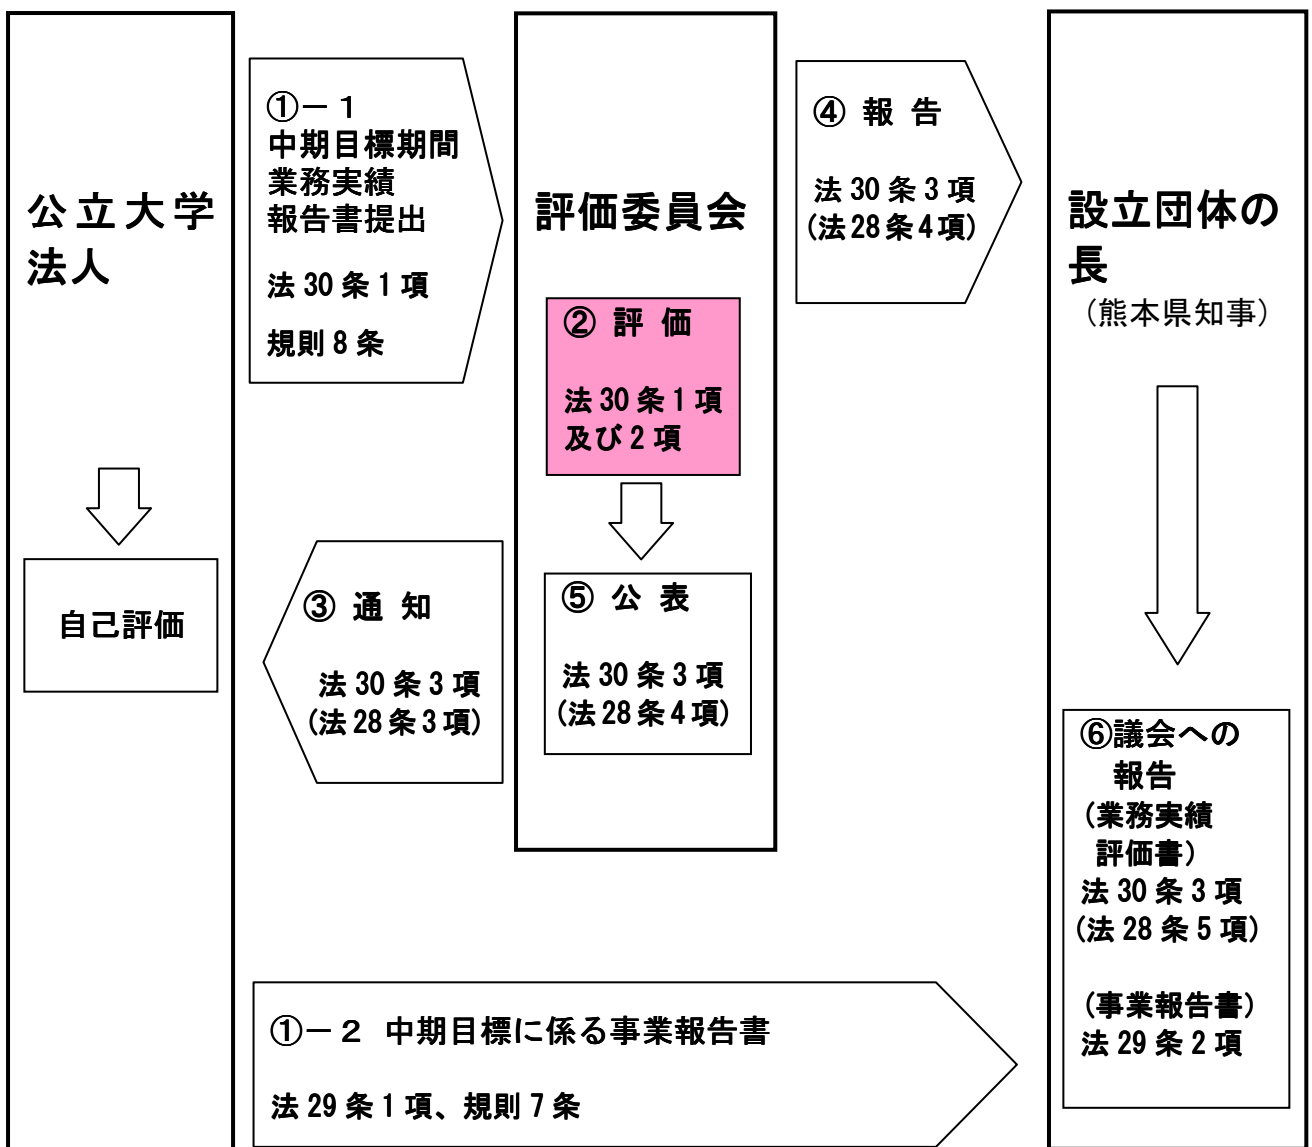 公立大学
法人
自己評価
①－１
中期目標期間
業務実績
報告書提出
法 30 条 1 項
規則 8 条
③ 通 知
法 30 条 3 項
(法 28 条 3 項)
評価委員会
② 評 価
法 30 条 1 項
及び 2 項
⑤ 公 表
法 30 条 3 項
(法 28 条 4 項)
④ 報 告
法 30 条 3 項
(法 28 条 4 項)
設立団体の
長
（熊本県知事）
⑥議会への
報告
（業務実績
評価書）
法 30 条 3 項
(法 28 条 5 項)
（事業報告書）
法 29 条 2 項
①－２ 中期目標に係る事業報告書
法 29 条 1 項、規則 7 条